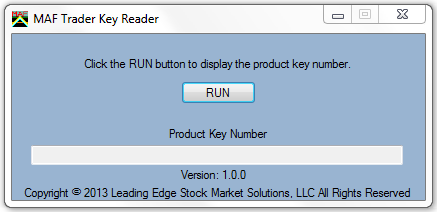 MAF Trader Key Reader
Click the RUN button to display the product key number.
RUN
Product Key Number
Version: 1.0.0
Copyright © 2013 Leading Edge Stock Market Solutions, LLC All Rights Reserved